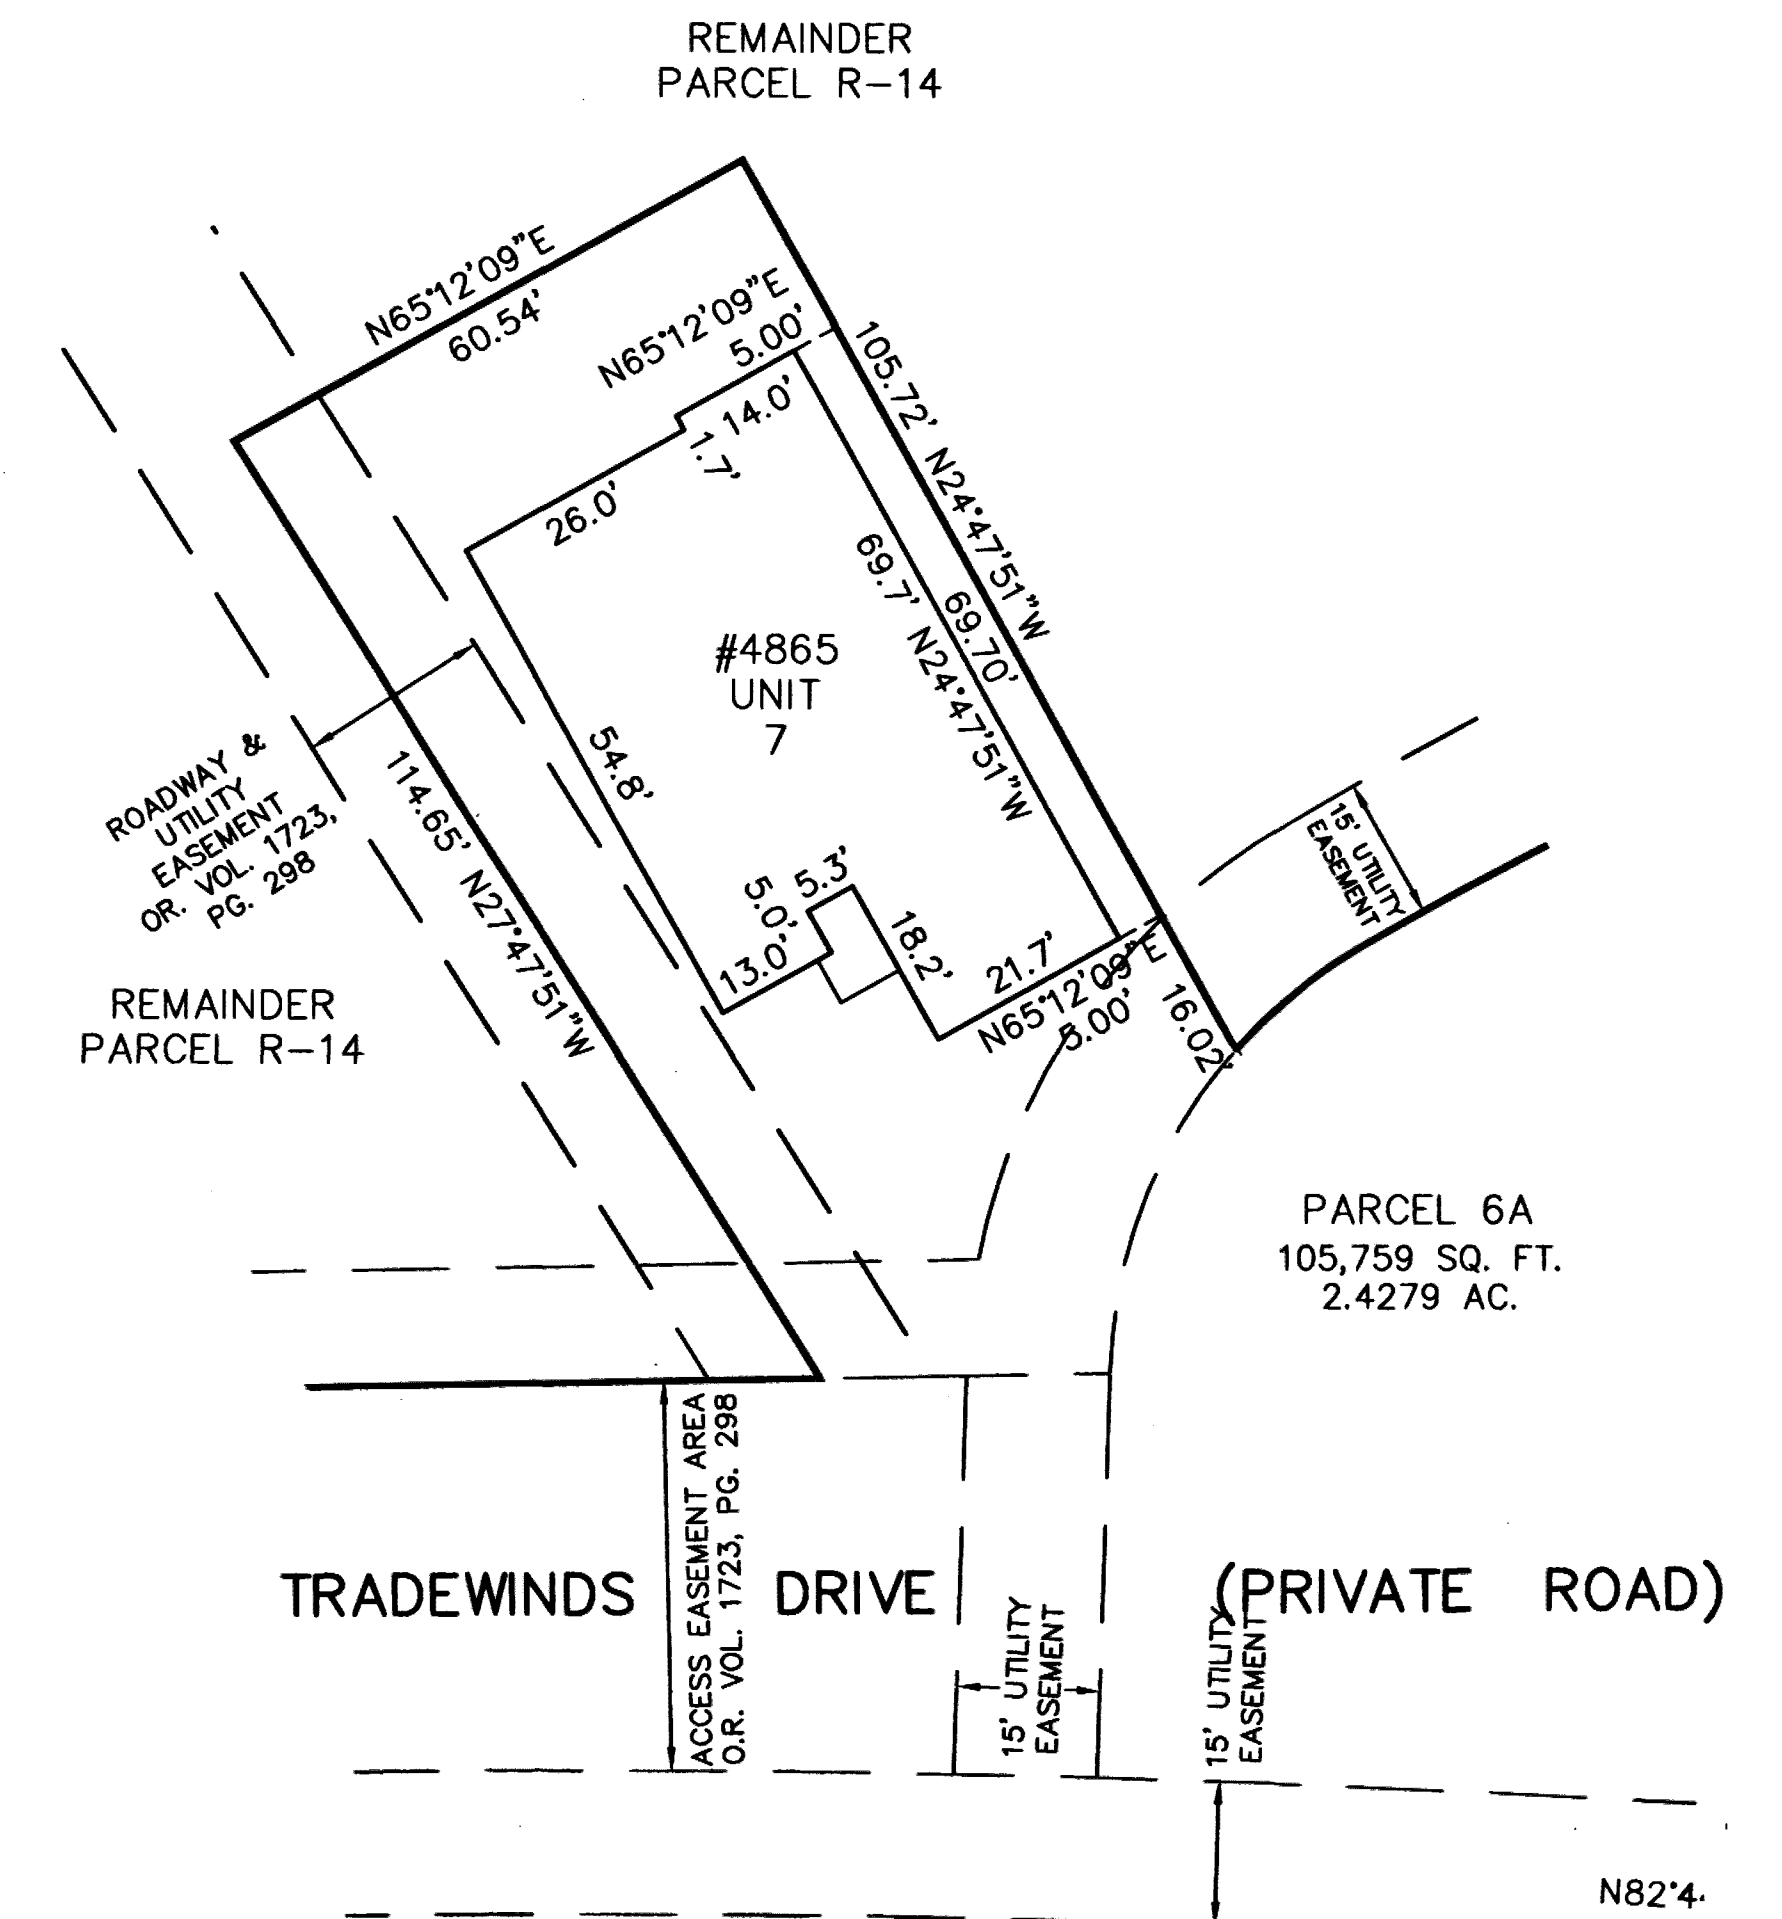 REMAINDER
PARCEL R-14
N65°12'09"E
60.54'
N65°12'09"E
5.00'
14.0'
1.7'
26.0'
105.72' N24°47'51"W
69.70'
69.7' N24°47'51"W
#4865
UNIT
7
54.8'
ROADWAY &
UTILITY
EASEMENT
OR. VOL. 1723,
PG. 298
114.65' N27°47'51"W
15' UTILITY
EASEMENT
5.3'
5.0'
13.0'
18.2'
21.7'
N65°12'09"E
5.00'
16.02'
REMAINDER
PARCEL R-14
PARCEL 6A
105,759 SQ. FT.
2.4279 AC.
ACCESS EASEMENT AREA
O.R. VOL. 1723, PG. 298
TRADEWINDS DRIVE (PRIVATE ROAD)
15' UTILITY
EASEMENT
15' UTILITY
EASEMENT
N82°4